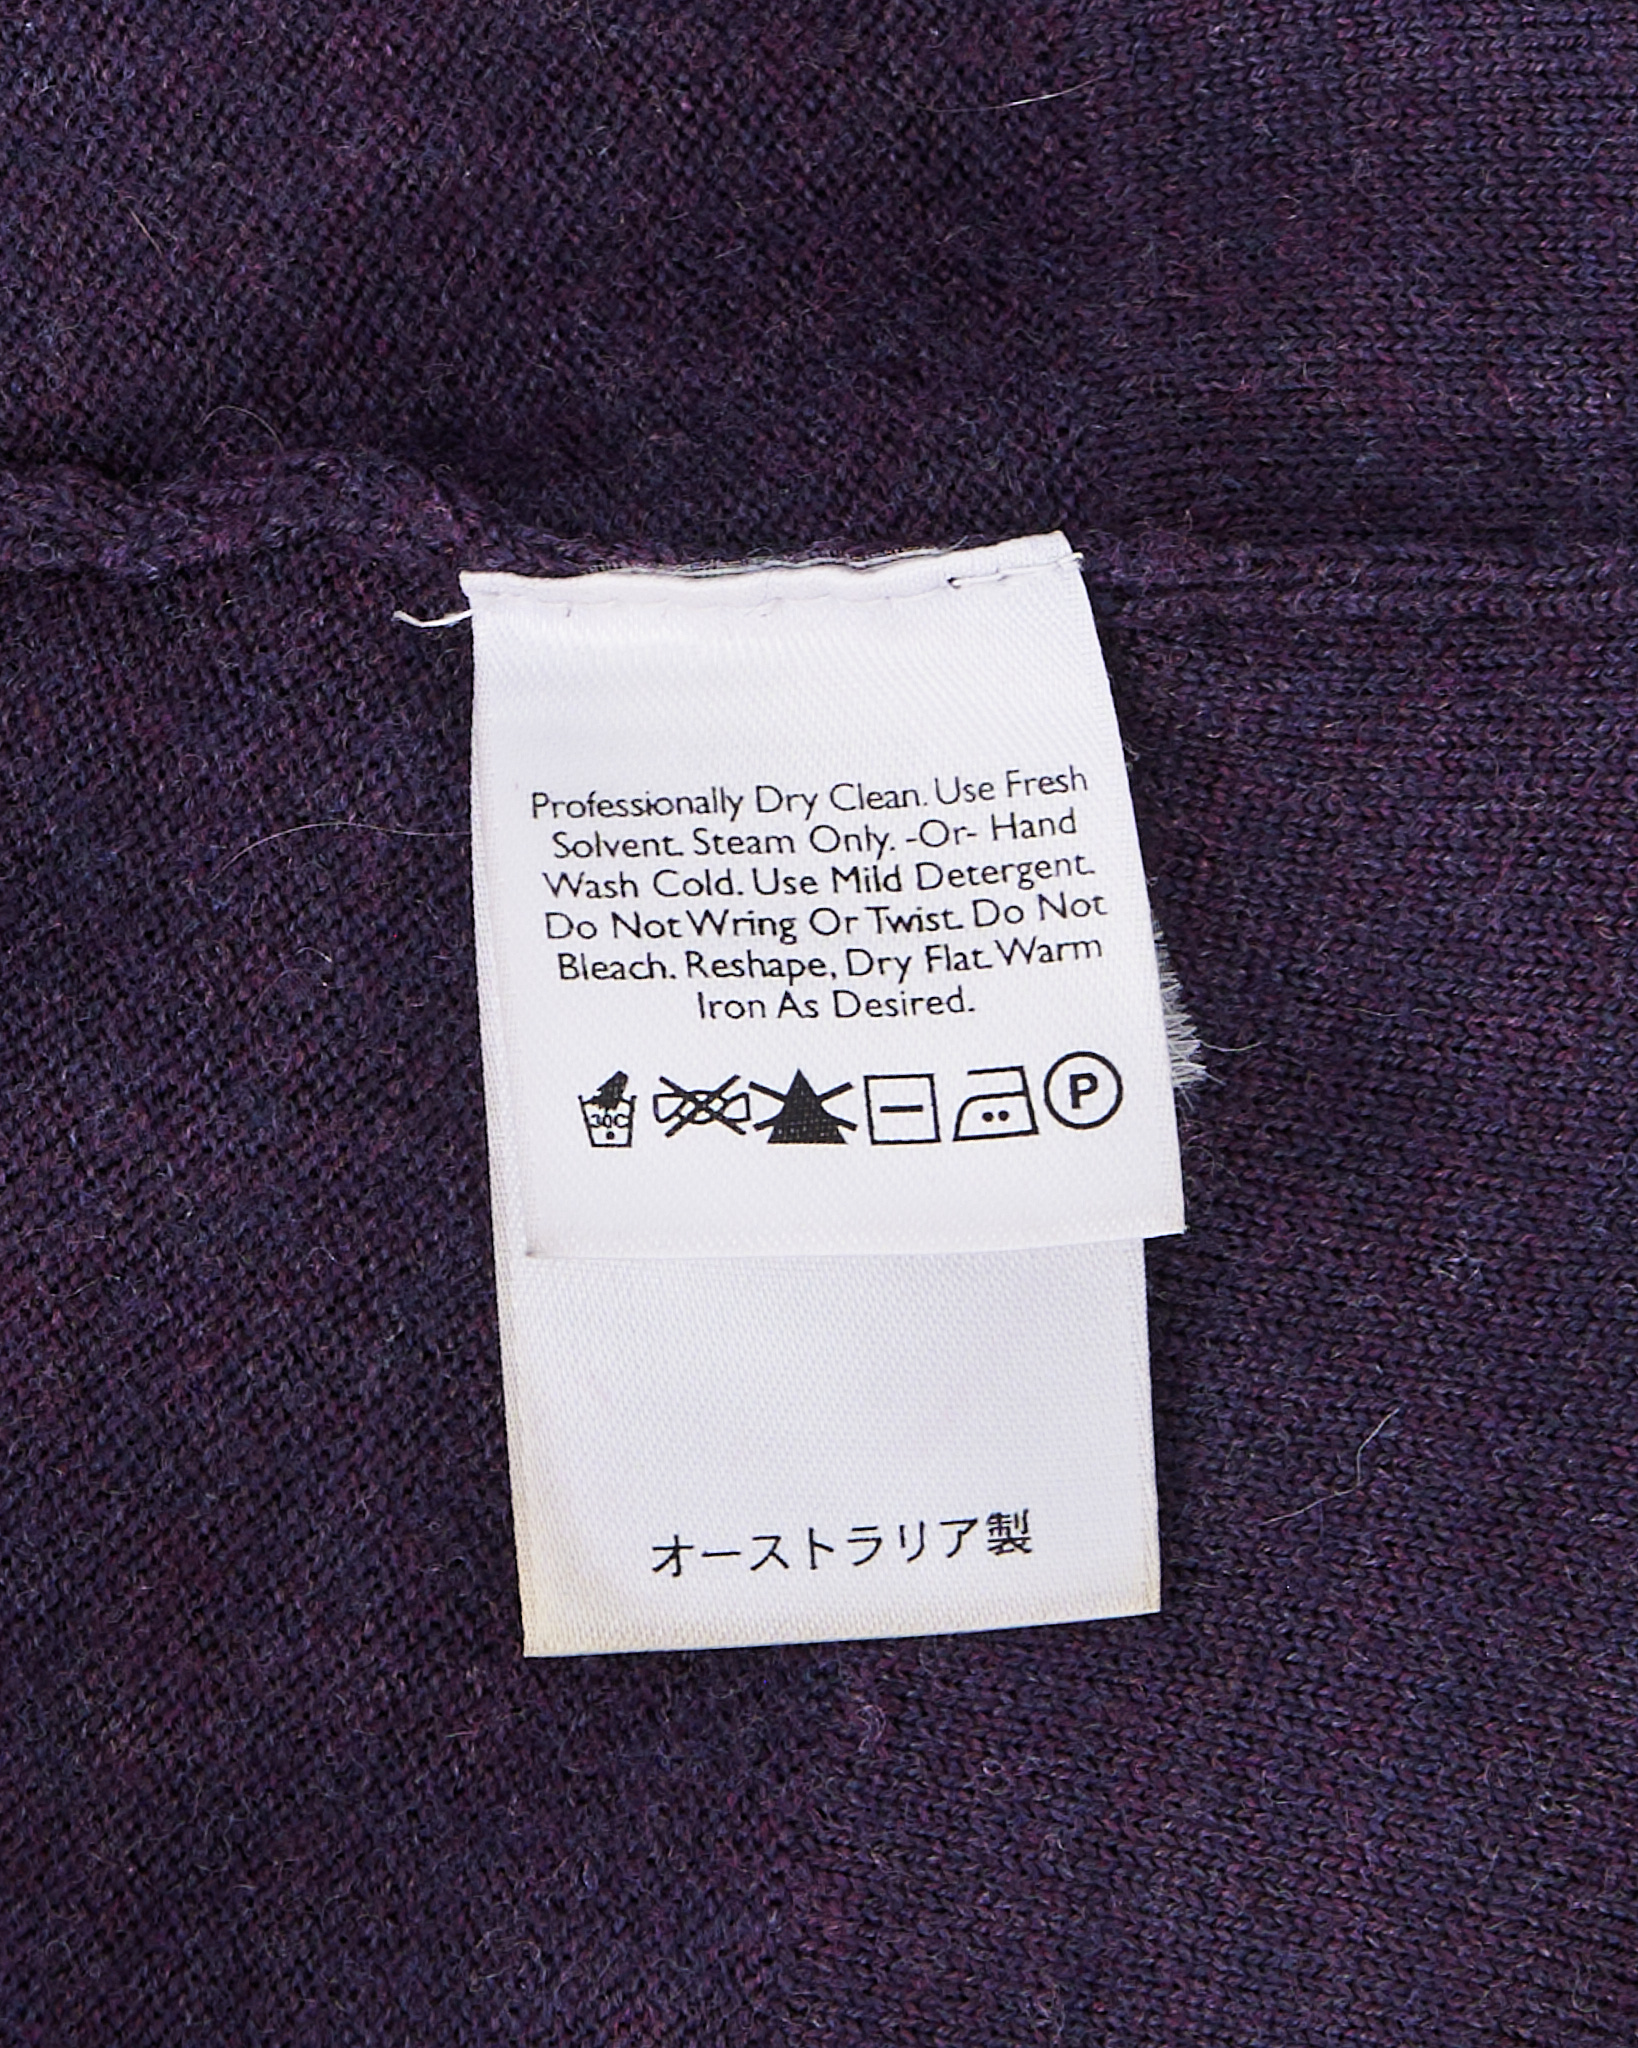 Professionally Dry Clean. Use Fresh
Solvent. Steam Only. -Or- Hand
Wash Cold. Use Mild Detergent.
Do Not Wring Or Twist. Do Not
Bleach. Reshape, Dry Flat. Warm
Iron As Desired.
30C
P
オーストラリア製